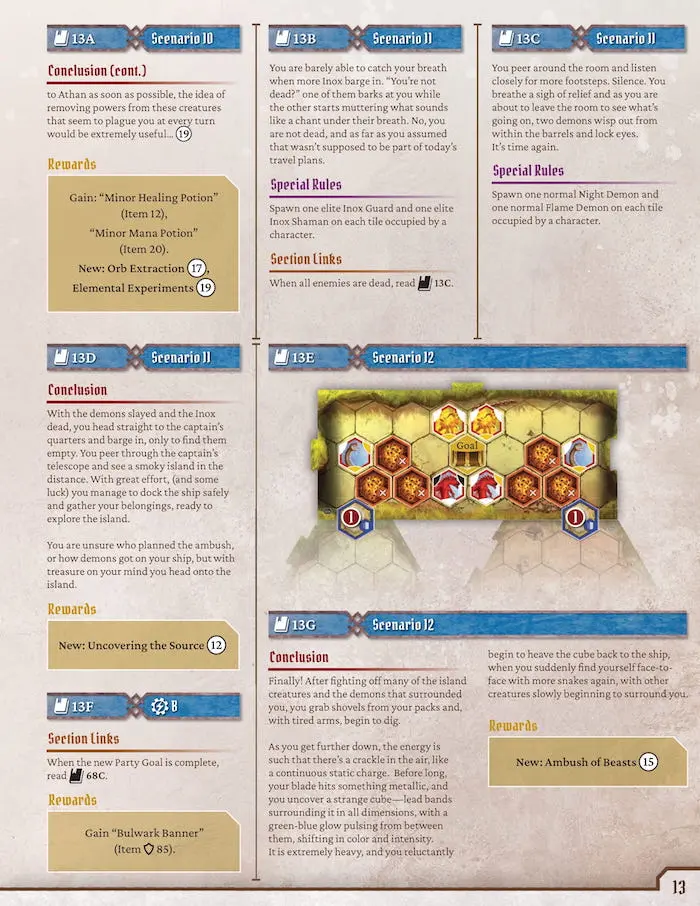 13A
Scenario 10
Conclusion (cont.)
to Athan as soon as possible, the idea of
removing powers from these creatures
that seem to plague you at every turn
would be extremely useful... 19
Rewards
Gain: “Minor Healing Potion”
(Item 12),
“Minor Mana Potion”
(Item 20).
New: Orb Extraction 17,
Elemental Experiments 19
13B
Scenario 11
You are barely able to catch your breath
when more Inox barge in. “You’re not
dead?” one of them barks at you while
the other starts muttering what sounds
like a chant under their breath. No, you
are not dead, and as far as you assumed
that wasn’t supposed to be part of today’s
travel plans.
Special Rules
Spawn one elite Inox Guard and one elite
Inox Shaman on each tile occupied by a
character.
Section Links
When all enemies are dead, read 13C.
13C
Scenario 11
You peer around the room and listen
closely for more footsteps. Silence. You
breathe a sigh of relief and as you are
about to leave the room to see what’s
going on, two demons wisp out from
within the barrels and lock eyes.
It’s time again.
Special Rules
Spawn one normal Night Demon and
one normal Flame Demon on each tile
occupied by a character.
13D
Scenario 11
Conclusion
With the demons slayed and the Inox
dead, you head straight to the captain’s
quarters and barge in, only to find them
empty. You peer through the captain’s
telescope and see a smoky island in the
distance. With great effort, (and some
luck) you manage to dock the ship safely
and gather your belongings, ready to
explore the island.
You are unsure who planned the ambush,
or how demons got on your ship, but with
treasure on your mind you head onto the
island.
Rewards
New: Uncovering the Source 12
13F
B
Section Links
When the new Party Goal is complete,
read 68C.
Rewards
Gain “Bulwark Banner”
(Item 85).
13E
Scenario 12
Goal
1
1
13G
Scenario 12
Conclusion
Finally! After fighting off many of the island
creatures and the demons that surrounded
you, you grab shovels from your packs and,
with tired arms, begin to dig.
As you get further down, the energy is
such that there’s a crackle in the air, like
a continuous static charge. Before long,
your blade hits something metallic, and
you uncover a strange cube—lead bands
surrounding it in all dimensions, with a
green-blue glow pulsing from between
them, shifting in color and intensity.
It is extremely heavy, and you reluctantly
begin to heave the cube back to the ship,
when you suddenly find yourself face-to-
face with more snakes again, with other
creatures slowly beginning to surround you.
Rewards
New: Ambush of Beasts 15
13